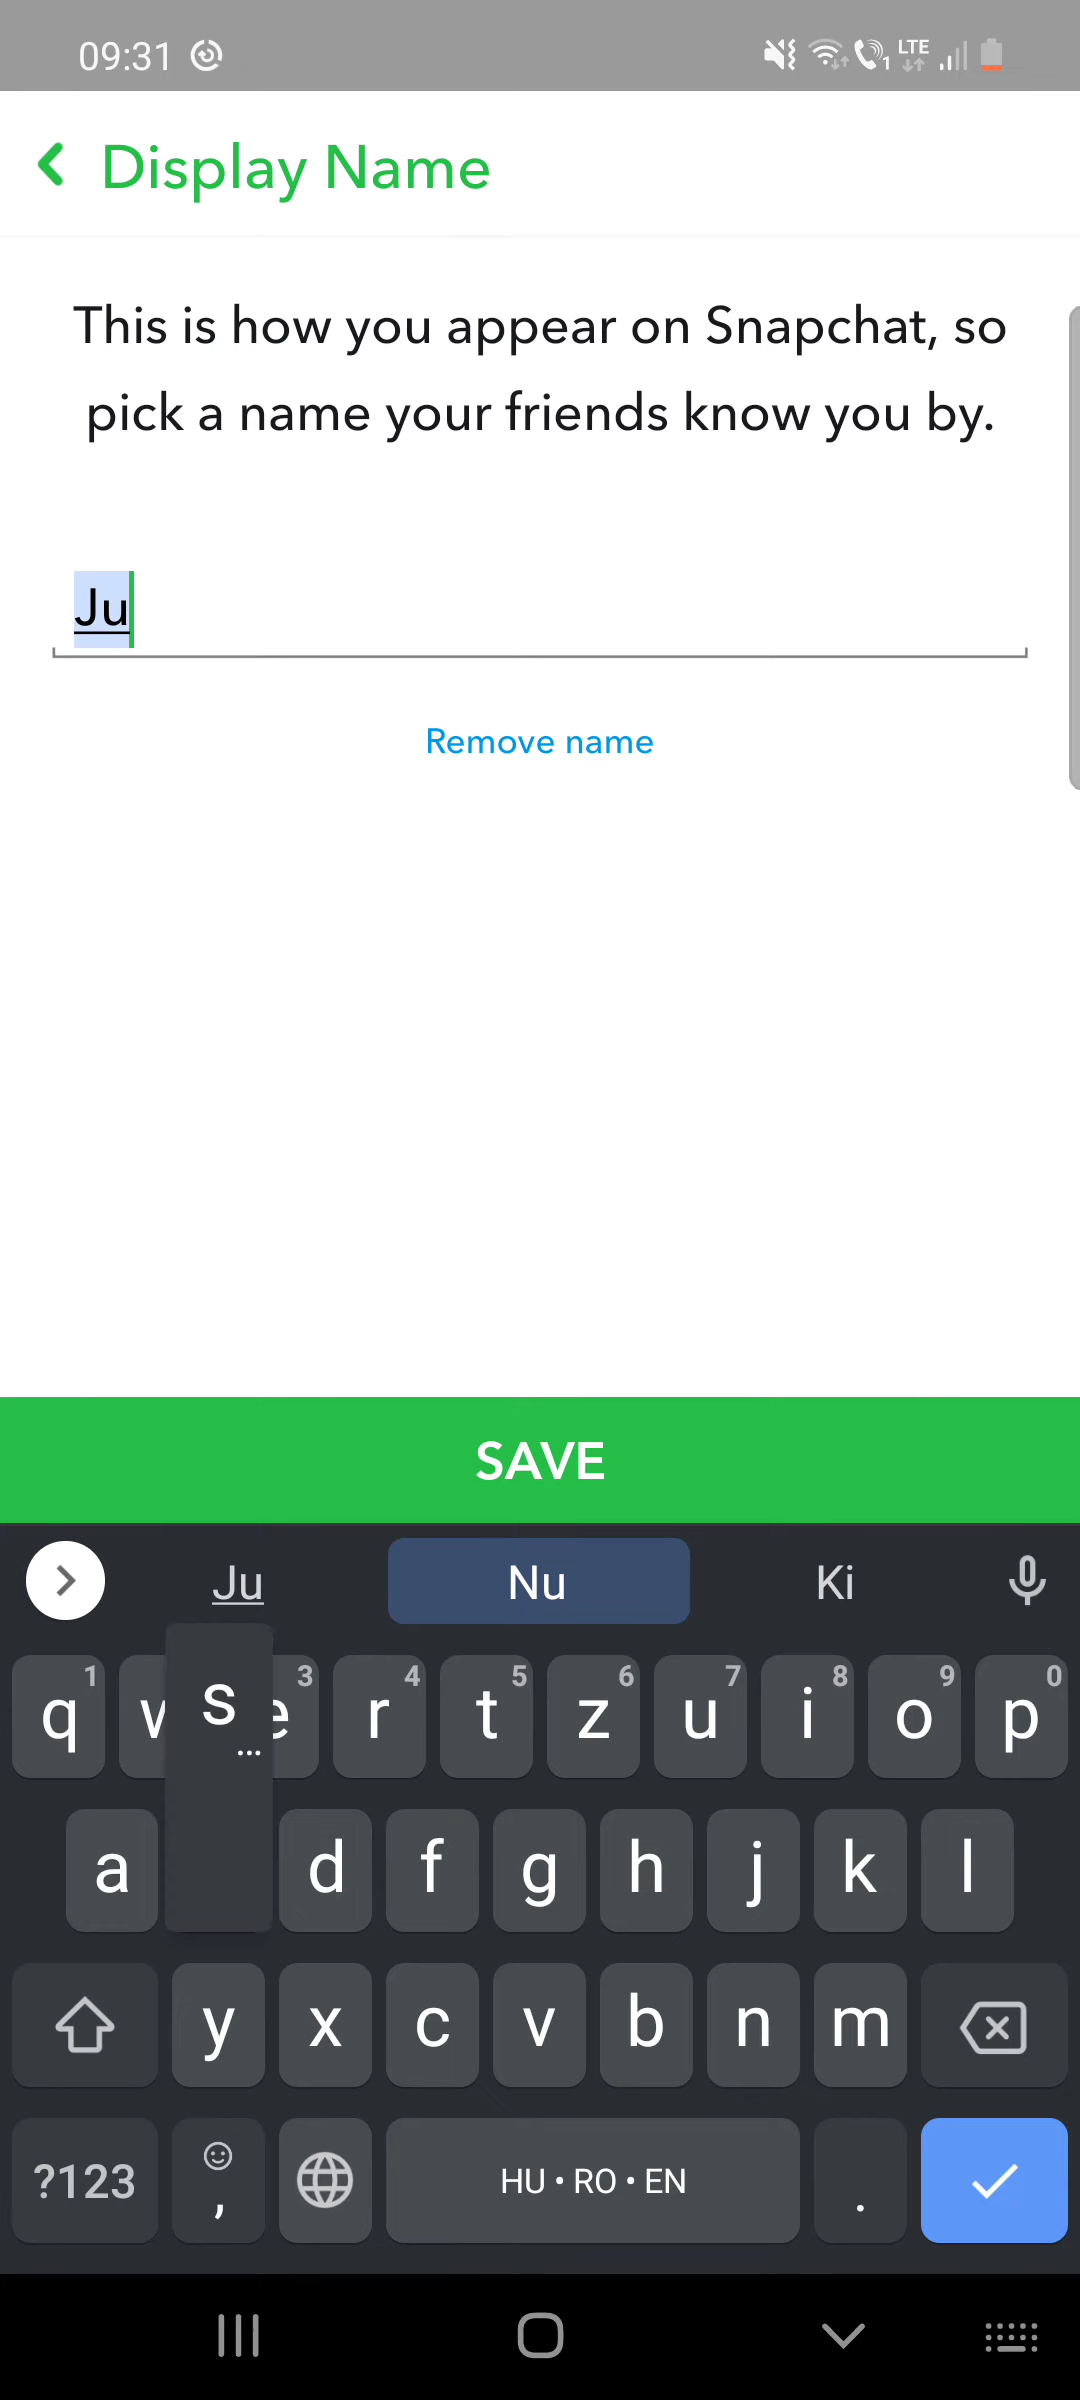 09:31
LTE
1
Display Name
This is how you appear on Snapchat, so
pick a name your friends know you by.
Ju
Remove name
SAVE
Ju Nu Ki
q 1 w s e 3 r 4 t 5 z 6 u 7 i 8 o 9 p 0
a d f g h j k l
y x c v b n m
?123 , HU • RO • EN .